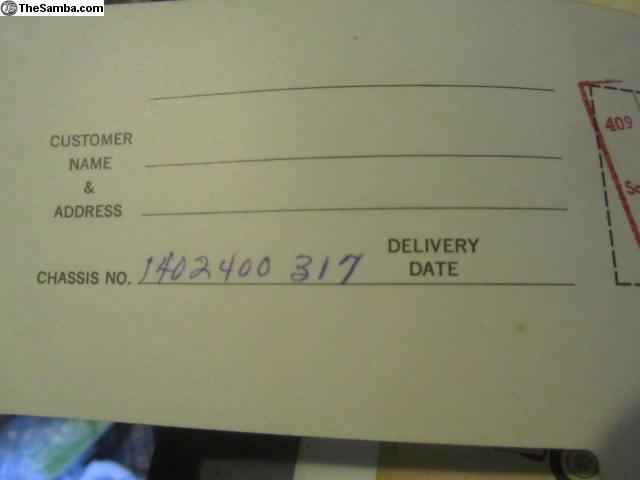 TheSamba.com
CUSTOMER
NAME
&
ADDRESS
409
DELIVERY
DATE
CHASSIS NO. 1402400 317